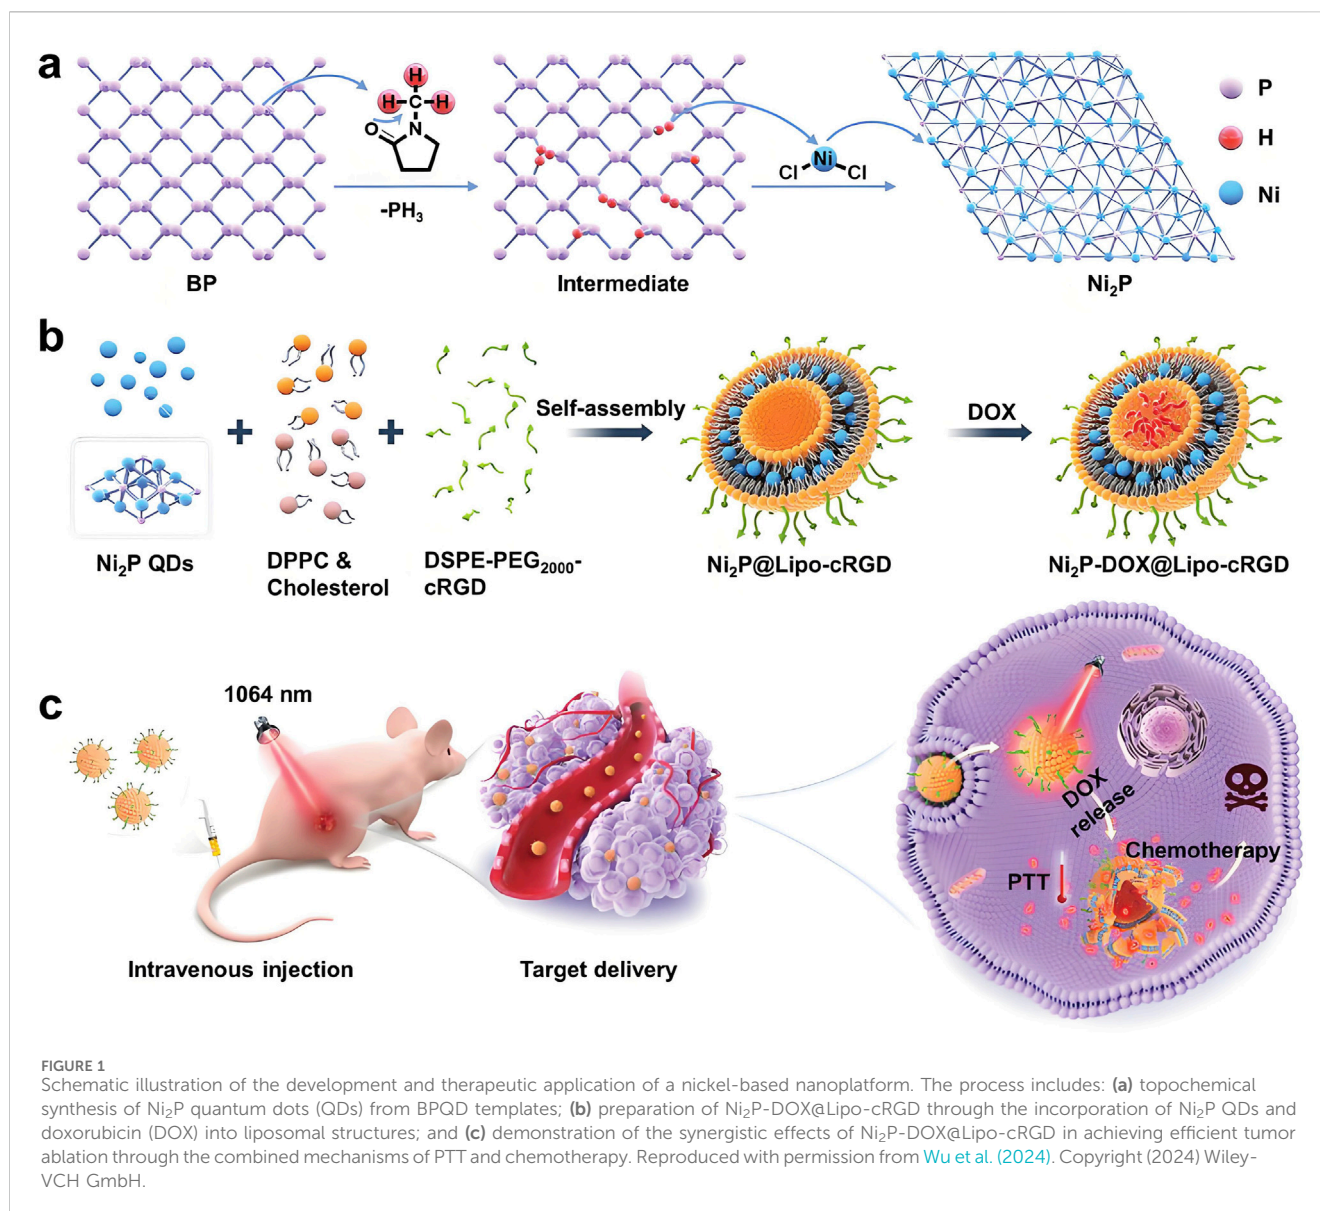 a
H
H
C
H
N
O
-PH₃
BP
Intermediate
Ni
Cl
Cl
Ni₂P
P
H
Ni
b
Ni₂P QDs
DPPC &
Cholesterol
DSPE-PEG₂₀₀₀-
cRGD
Self-assembly
Ni₂P@Lipo-cRGD
DOX
Ni₂P-DOX@Lipo-cRGD
c
1064 nm
Intravenous injection
Target delivery
DOX
release
PTT
Chemotherapy
FIGURE 1
Schematic illustration of the development and therapeutic application of a nickel-based nanoplatform. The process includes: (a) topochemical
synthesis of Ni₂P quantum dots (QDs) from BPQD templates; (b) preparation of Ni₂P-DOX@Lipo-cRGD through the incorporation of Ni₂P QDs and
doxorubicin (DOX) into liposomal structures; and (c) demonstration of the synergistic effects of Ni₂P-DOX@Lipo-cRGD in achieving efficient tumor
ablation through the combined mechanisms of PTT and chemotherapy. Reproduced with permission from Wu et al. (2024). Copyright (2024) Wiley-
VCH GmbH.